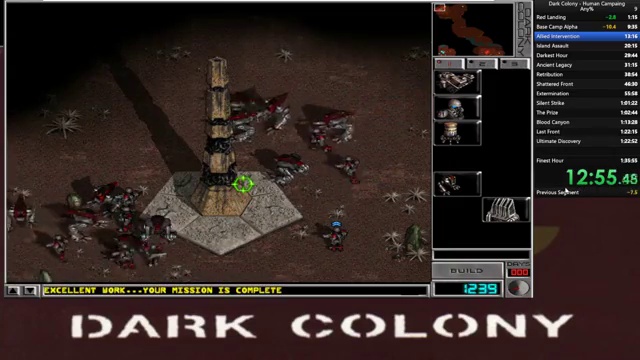 Dark Colony - Human Campaing
Any% 9
Red Landing -2.8 1:15
Base Camp Alpha -10.4 9:35
Allied Intervention 13:16
Island Assault 20:15
Darkest Hour 29:44
Ancient Legacy 31:15
Retribution 38:54
Shattered Front 46:30
Extermination 55:58
Silent Strike 1:01:22
The Prize 1:02:44
Blood Canyon 1:13:28
Last Front 1:22:15
Ultimate Discovery 1:22:52
Finest Hour 1:35:55
12:55.48
Previous Segment -7.5
BUILD
DAYS
000
1239
EXCELLENT WORK...YOUR MISSION IS COMPLETE
DARK COLONY